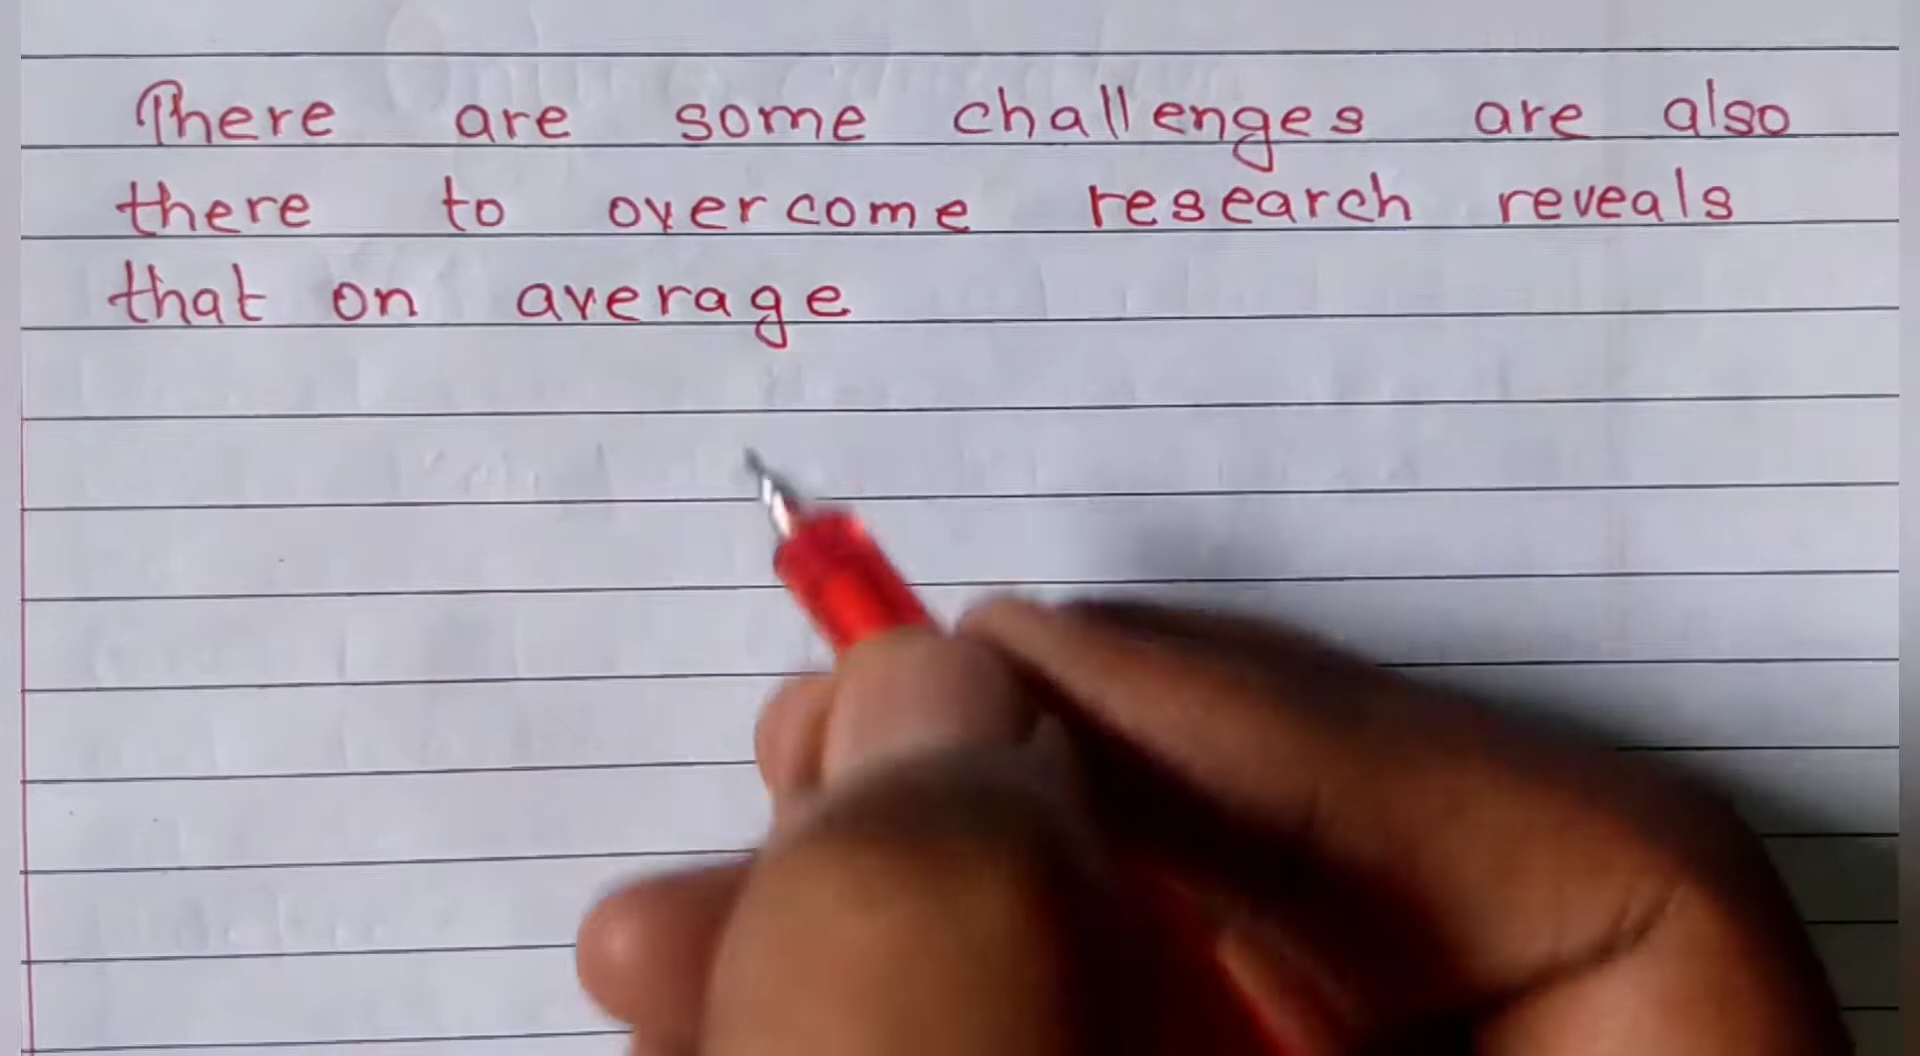 There are some challenges are also
there to overcome research reveals
that on average